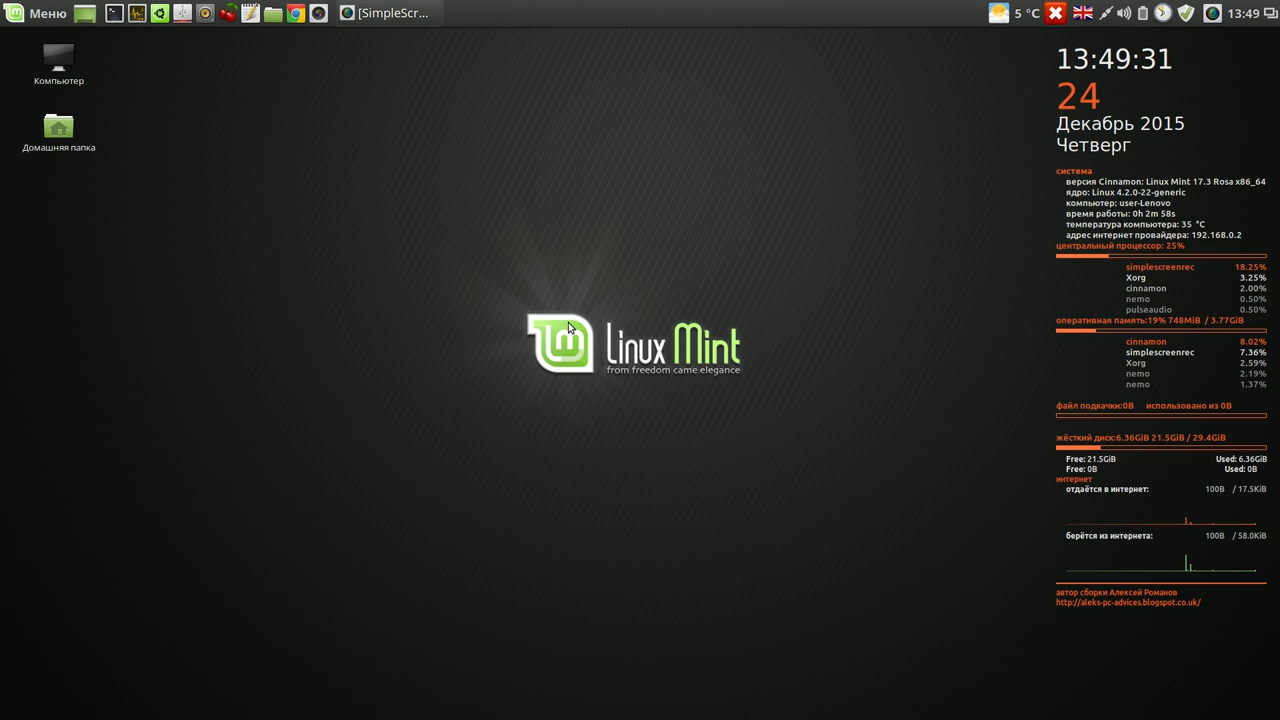 Меню
[SimpleScr...
5 °C
13:49
Компьютер
Домашняя папка
Linux Mint
from freedom came elegance
13:49:31
24
Декабрь 2015
Четверг
система
версия Cinnamon: Linux Mint 17.3 Rosa x86_64
ядро: Linux 4.2.0-22-generic
компьютер: user-Lenovo
время работы: 0h 2m 58s
температура компьютера: 35 °C
адрес интернет провайдера: 192.168.0.2
центральный процессор: 25%
simplescreenrec 18.25%
Xorg 3.25%
cinnamon 2.00%
nemo 0.50%
pulseaudio 0.50%
оперативная память:19% 748MiB / 3.77GiB
cinnamon 8.02%
simplescreenrec 7.36%
Xorg 2.59%
nemo 2.19%
nemo 1.37%
файл подкачки:0B использовано из 0B
жёсткий диск:6.36GiB 21.5GiB / 29.4GiB
Free: 21.5GiB Used: 6.36GiB
Free: 0B Used: 0B
интернет
отдаётся в интернет: 100B / 17.5KiB
берётся из интернета: 100B / 58.0KiB
автор сборки Алексей Романов
http://aleks-pc-advices.blogspot.co.uk/